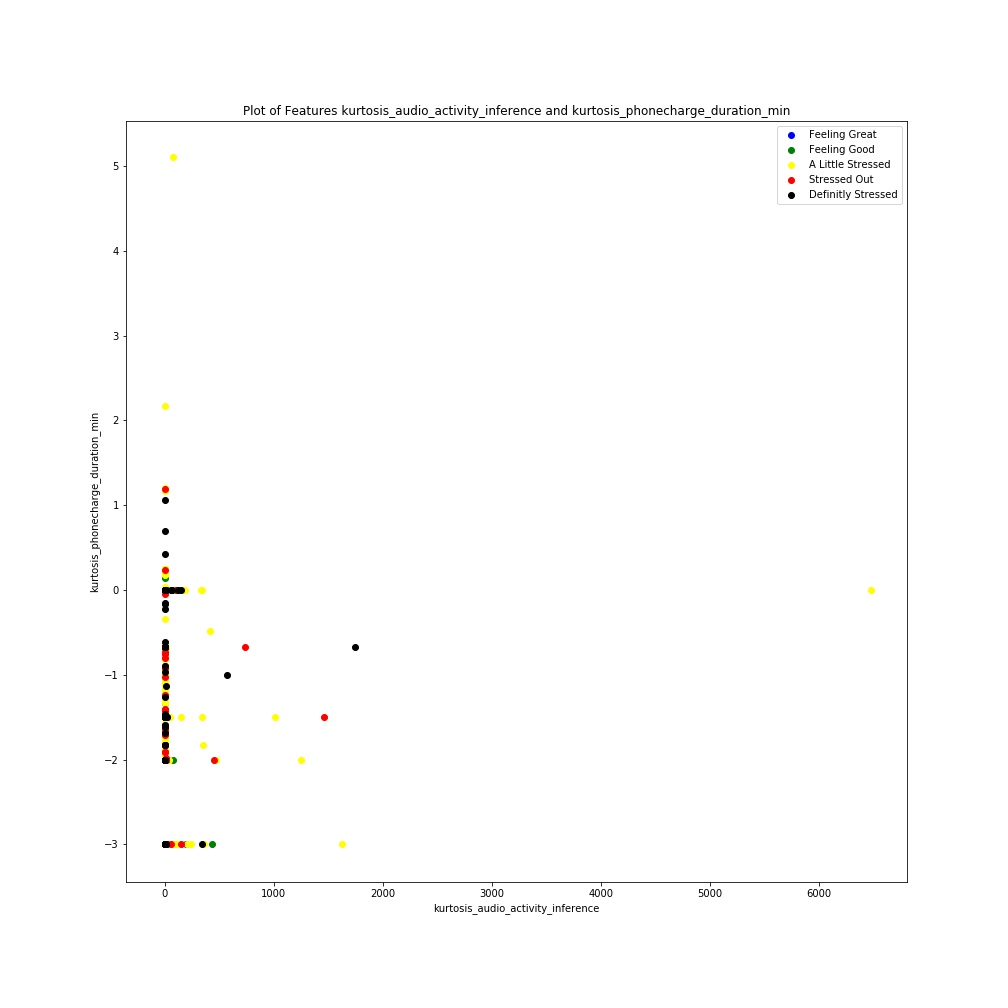 Plot of Features kurtosis_audio_activity_inference and kurtosis_phonecharge_duration_min
Feeling Great
Feeling Good
A Little Stressed
Stressed Out
Definitly Stressed
5
4
3
2
1
0
−1
−2
−3
kurtosis_phonecharge_duration_min
0 1000 2000 3000 4000 5000 6000
kurtosis_audio_activity_inference